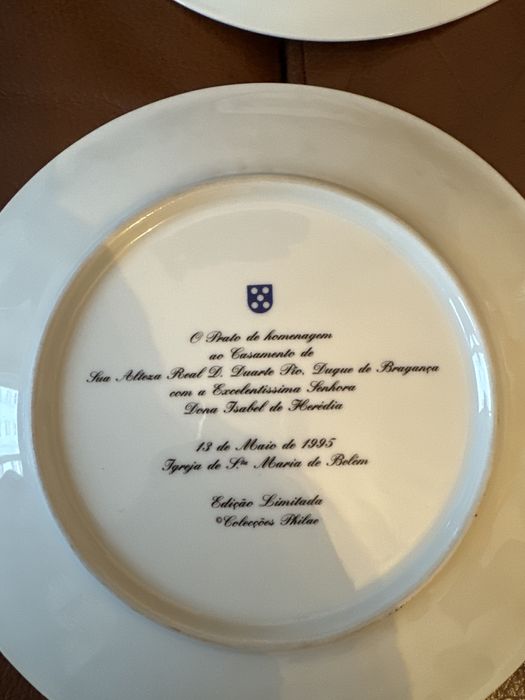 O Prato de homenagem
ao Casamento de
Sua Alteza Real D. Duarte Pio, Duque de Bragança
com a Excelentíssima Senhora
Dona Isabel de Herédia
13 de Maio de 1995
Igreja de S.ta Maria de Belém
Edição Limitada
©Colecções Philae